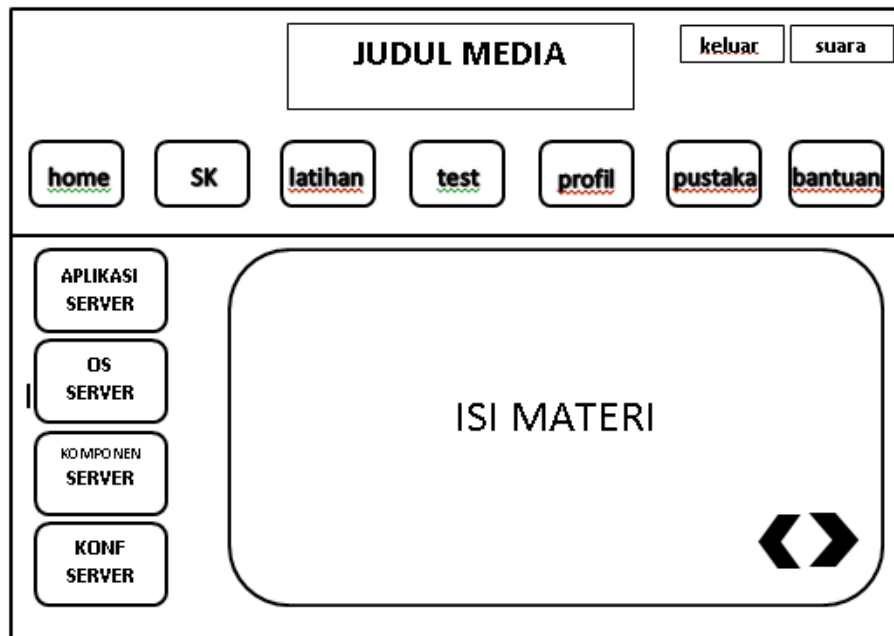 JUDUL MEDIA
keluar
suara
home
SK
latihan
test
profil
pustaka
bantuan
APLIKASI
SERVER
OS
SERVER
KOMPONEN
SERVER
KONF
SERVER
ISI MATERI